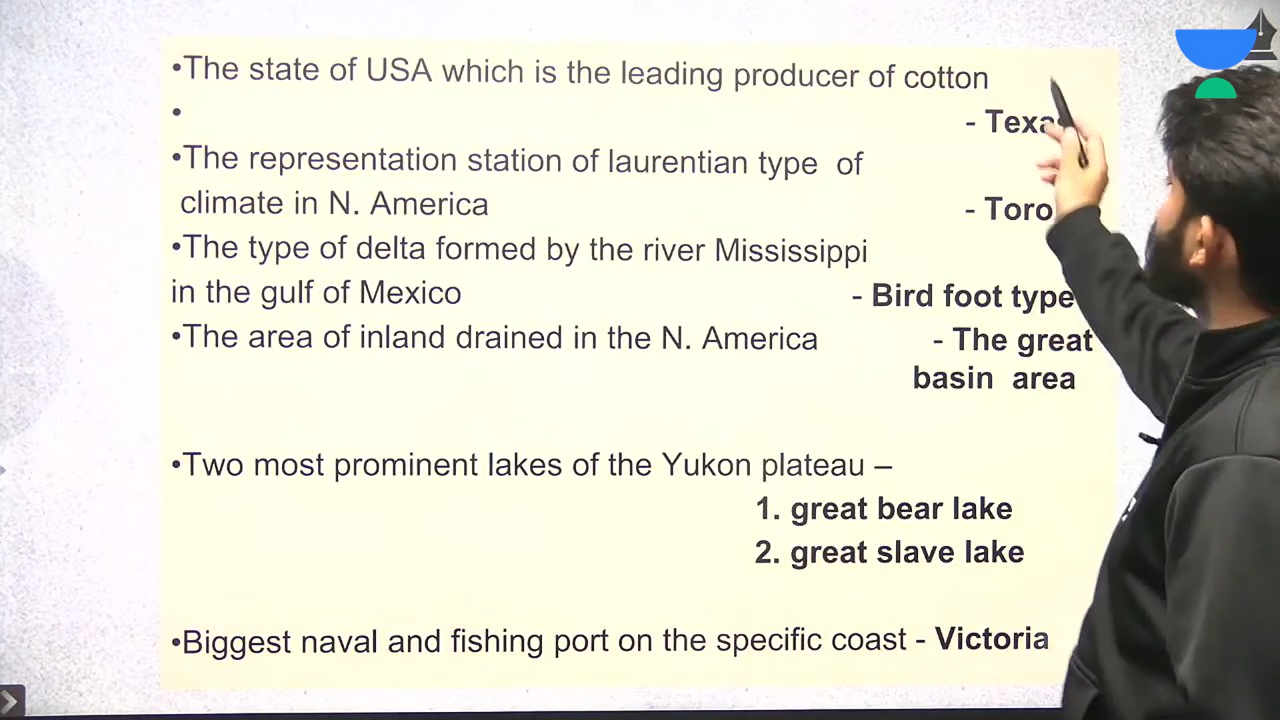 •The state of USA which is the leading producer of cotton
•
- Texas
•The representation station of laurentian type of
climate in N. America
-
•The type of delta formed by the river Mississippi
in the gulf of Mexico - Bird foot type
•The area of inland drained in the N. America - The great
basin area
•Two most prominent lakes of the Yukon plateau –
1. great bear lake
2. great slave lake
•Biggest naval and fishing port on the specific coast - Victoria